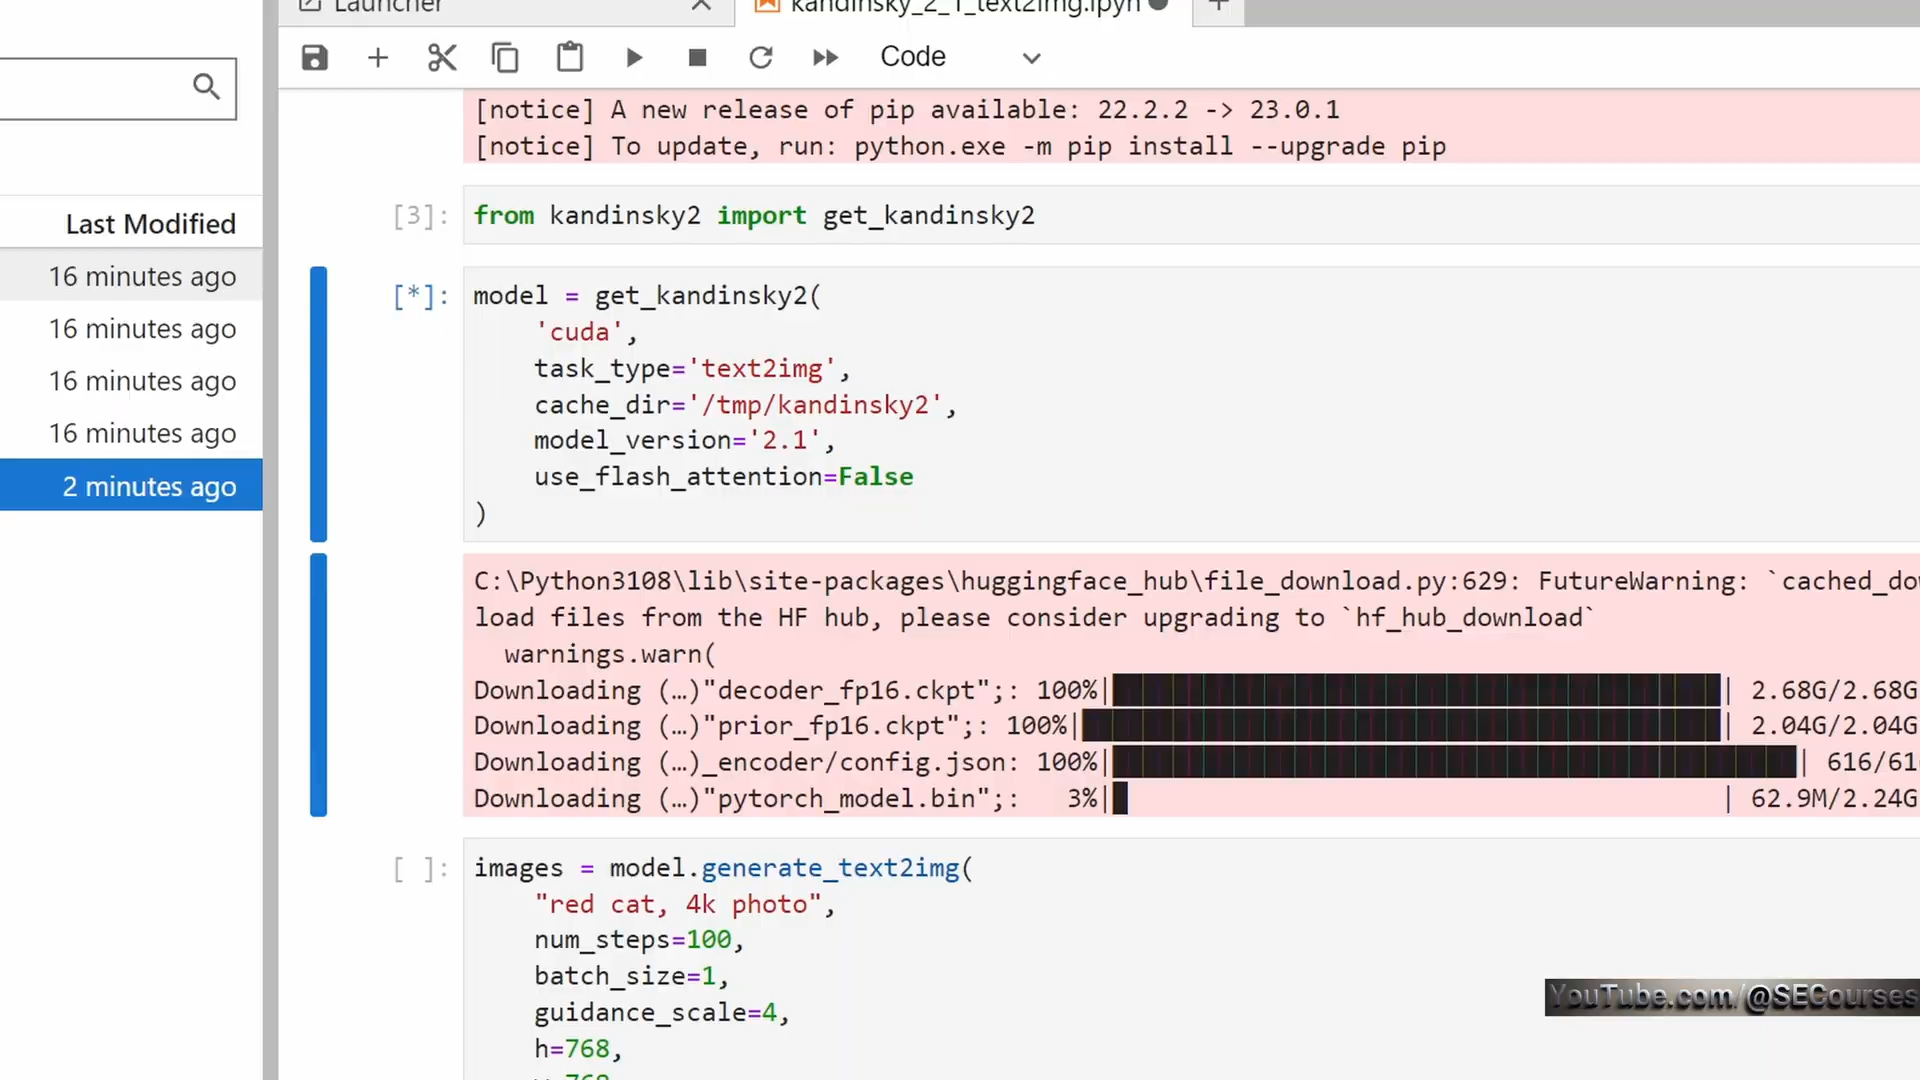 Launcher
kandinsky_2_1_text2img.ipyn
Code
[notice] A new release of pip available: 22.2.2 -> 23.0.1
[notice] To update, run: python.exe -m pip install --upgrade pip
Last Modified
16 minutes ago
16 minutes ago
16 minutes ago
16 minutes ago
2 minutes ago
[3]: from kandinsky2 import get_kandinsky2
[*]: model = get_kandinsky2(
'cuda',
task_type='text2img',
cache_dir='/tmp/kandinsky2',
model_version='2.1',
use_flash_attention=False
)
C:\Python3108\lib\site-packages\huggingface_hub\file_download.py:629: FutureWarning: `cached_do
load files from the HF hub, please consider upgrading to `hf_hub_download`
warnings.warn(
Downloading (…)"decoder_fp16.ckpt";: 100%| | 2.68G/2.68G
Downloading (…)"prior_fp16.ckpt";: 100%| | 2.04G/2.04G
Downloading (…)_encoder/config.json: 100%| | 616/61
Downloading (…)"pytorch_model.bin";: 3%| | 62.9M/2.24G
[ ]: images = model.generate_text2img(
"red cat, 4k photo",
num_steps=100,
batch_size=1,
guidance_scale=4,
h=768,
YouTube.com/@SECourses